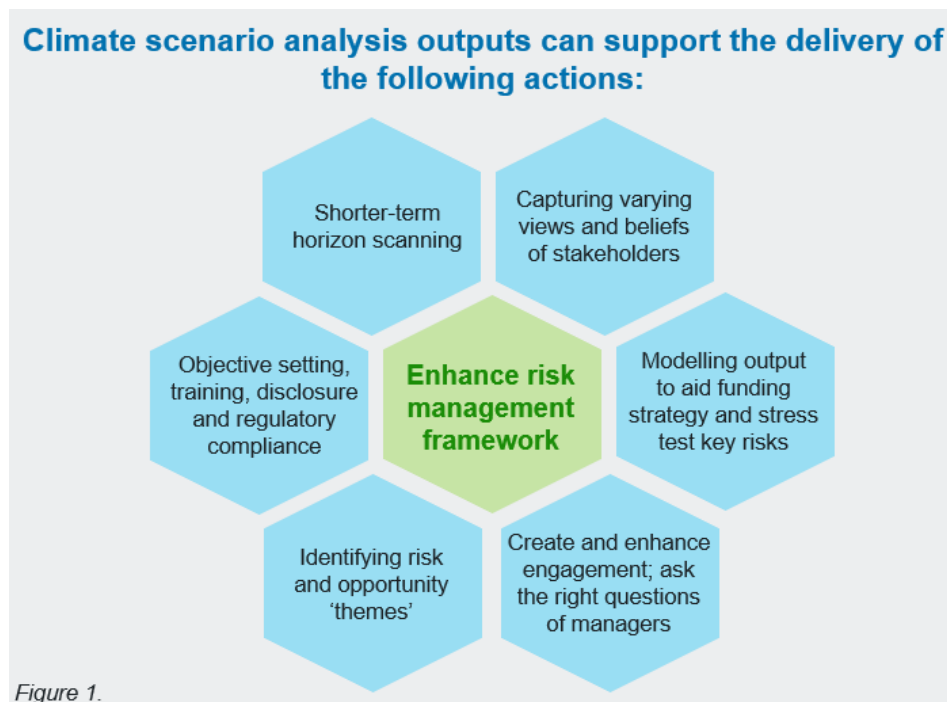 Climate scenario analysis outputs can support the delivery of
the following actions:
Shorter-term
horizon scanning
Capturing varying
views and beliefs
of stakeholders
Objective setting,
training, disclosure
and regulatory
compliance
Enhance risk
management
framework
Modelling output
to aid funding
strategy and stress
test key risks
Identifying risk
and opportunity
‘themes’
Create and enhance
engagement; ask
the right questions
of managers
Figure 1.